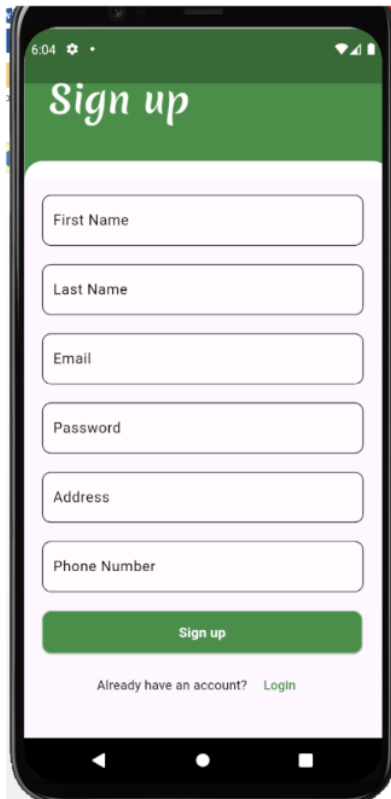 6:04
Sign up
First Name
Last Name
Email
Password
Address
Phone Number
Sign up
Already have an account? Login